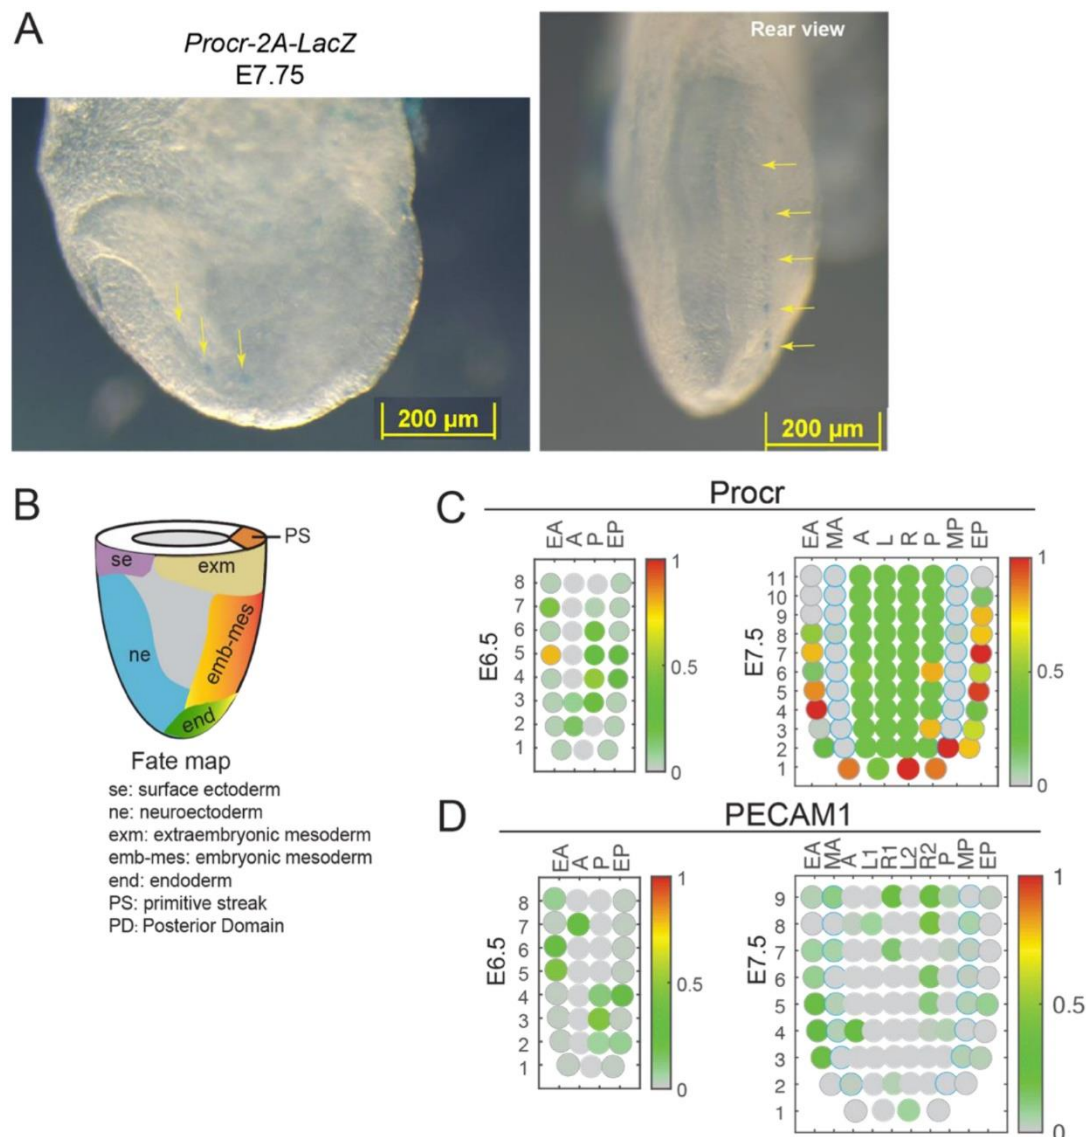 A
Procr-2A-LacZ
E7.75
Rear view
200 µm
200 µm
B
PS
se
exm
ne
emb-mes
end
Fate map
se: surface ectoderm
ne: neuroectoderm
exm: extraembryonic mesoderm
emb-mes: embryonic mesoderm
end: endoderm
PS: primitive streak
PD: Posterior Domain
C
Procr
EA A P EP
E6.5
8
7
6
5
4
3
2
1
1
0.5
0
EA MA A L R P MP EP
E7.5
11
10
9
8
7
6
5
4
3
2
1
1
0.5
0
D
PECAM1
EA A P EP
E6.5
8
7
6
5
4
3
2
1
1
0.5
0
EA MA A L1 R1 L2 R2 P MP EP
E7.5
9
8
7
6
5
4
3
2
1
1
0.5
0